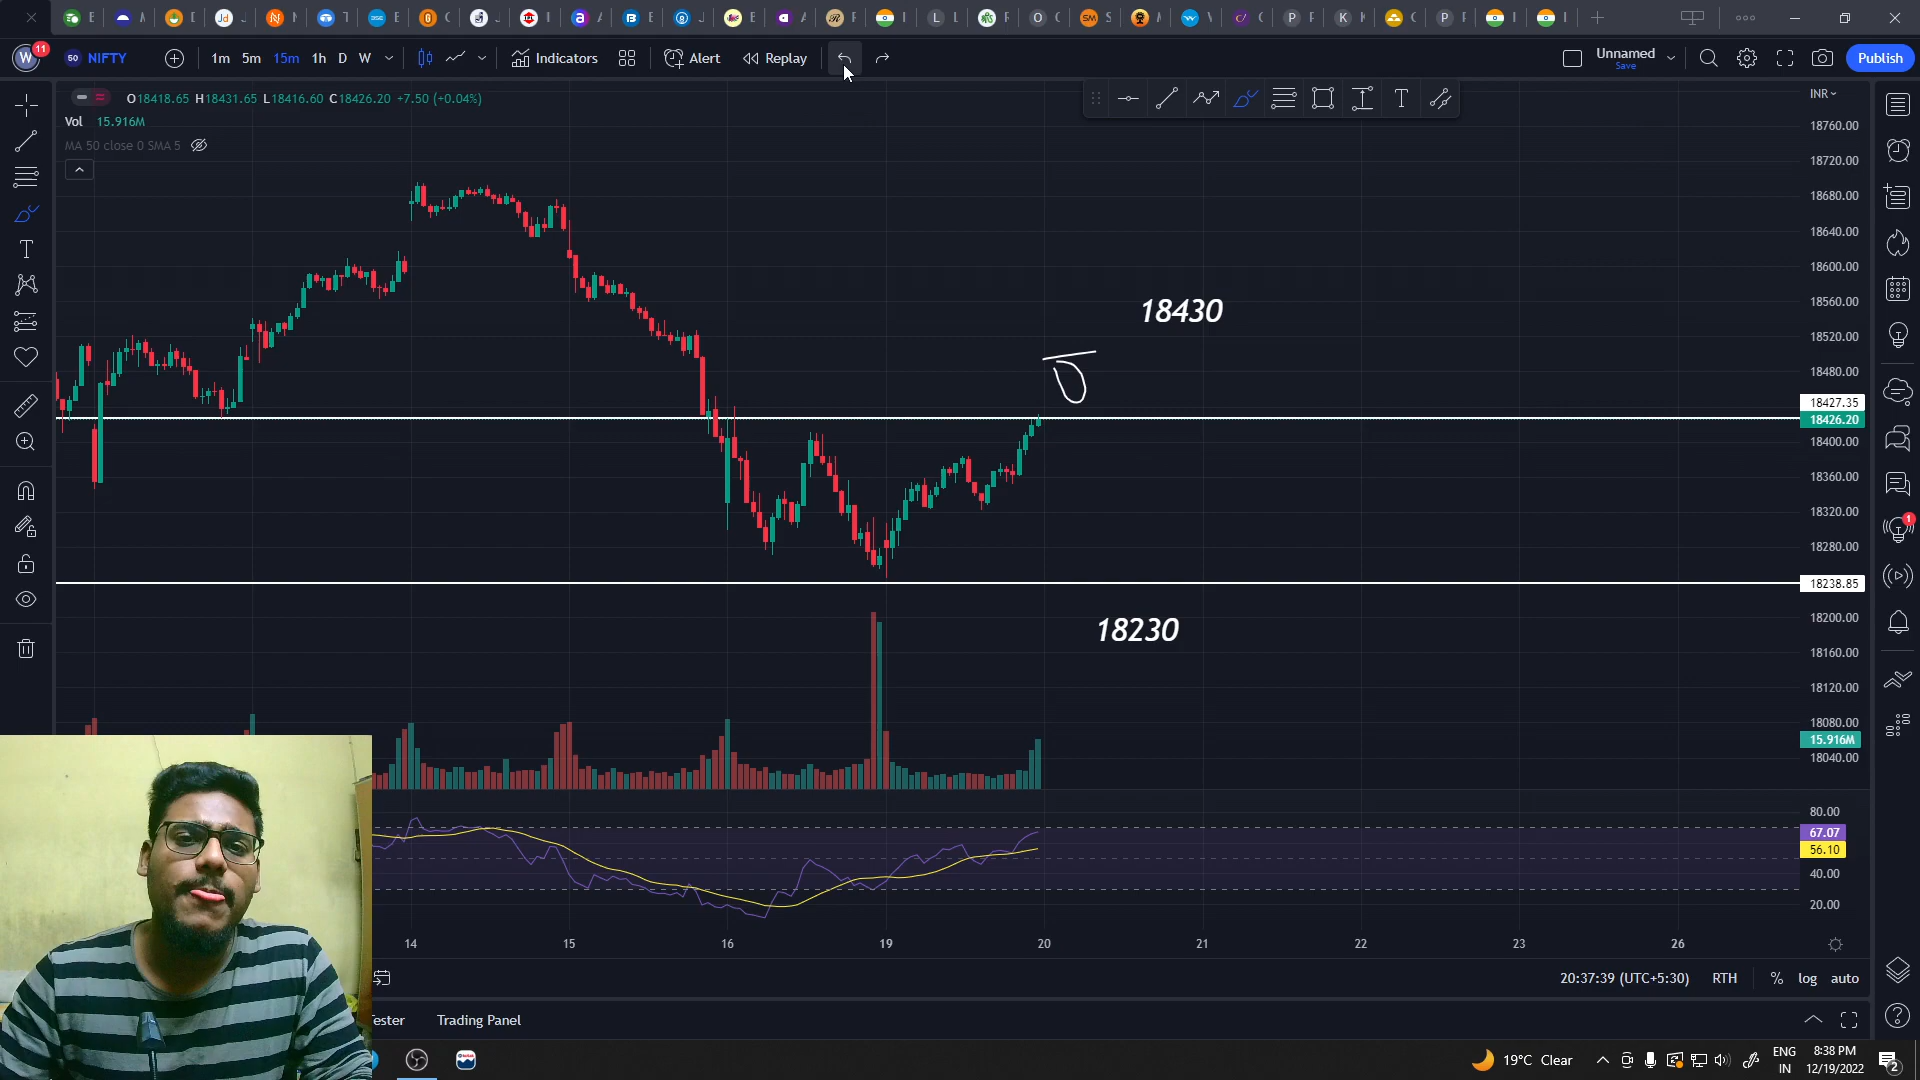 W 11 50 NIFTY 1m 5m 15m 1h D W Indicators Alert Replay Unnamed Save Publish
O18418.65 H18431.65 L18416.60 C18426.20 +7.50 (+0.04%)
Vol 15.916M
MA 50 close 0 SMA 5
INR
18760.00
18720.00
18680.00
18640.00
18600.00
18560.00
18520.00
18480.00
18427.35
18426.20
18400.00
18360.00
18320.00
18280.00
18238.85
18200.00
18160.00
18120.00
18080.00
15.916M
18040.00
18430
18230
80.00
67.07
56.10
40.00
20.00
14 15 16 19 20 21 22 23 26
20:37:39 (UTC+5:30) RTH % log auto
ester Trading Panel
19°C Clear
ENG
IN
8:38 PM
12/19/2022
2